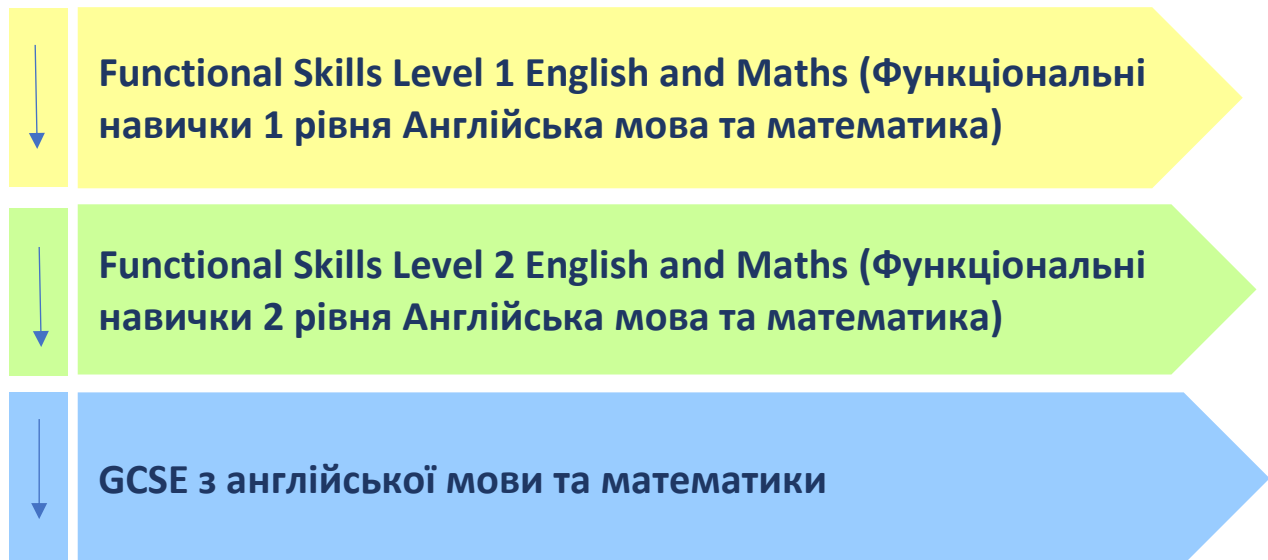 Functional Skills Level 1 English and Maths (Функціональні
навички 1 рівня Англійська мова та математика)
Functional Skills Level 2 English and Maths (Функціональні
навички 2 рівня Англійська мова та математика)
GCSE з англійської мови та математики